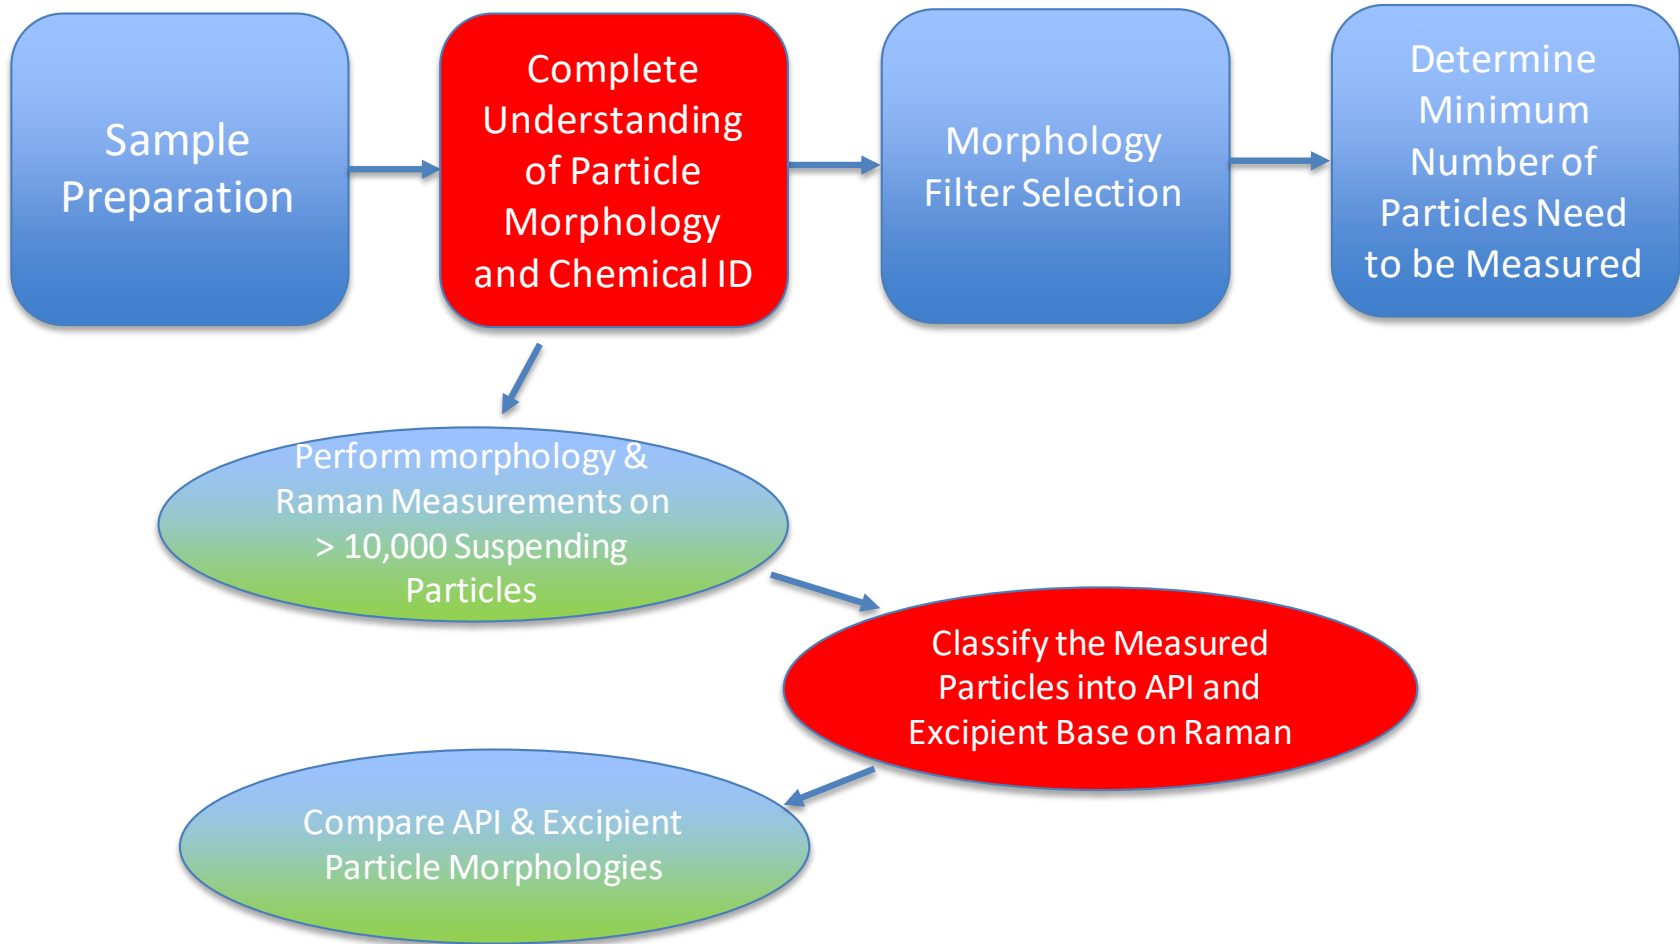 Sample
Preparation
Complete
Understanding
of Particle
Morphology
and Chemical ID
Morphology
Filter Selection
Determine
Minimum
Number of
Particles Need
to be Measured
Perform morphology &
Raman Measurements on
> 10,000 Suspending
Particles
Classify the Measured
Particles into API and
Excipient Base on Raman
Compare API & Excipient
Particle Morphologies